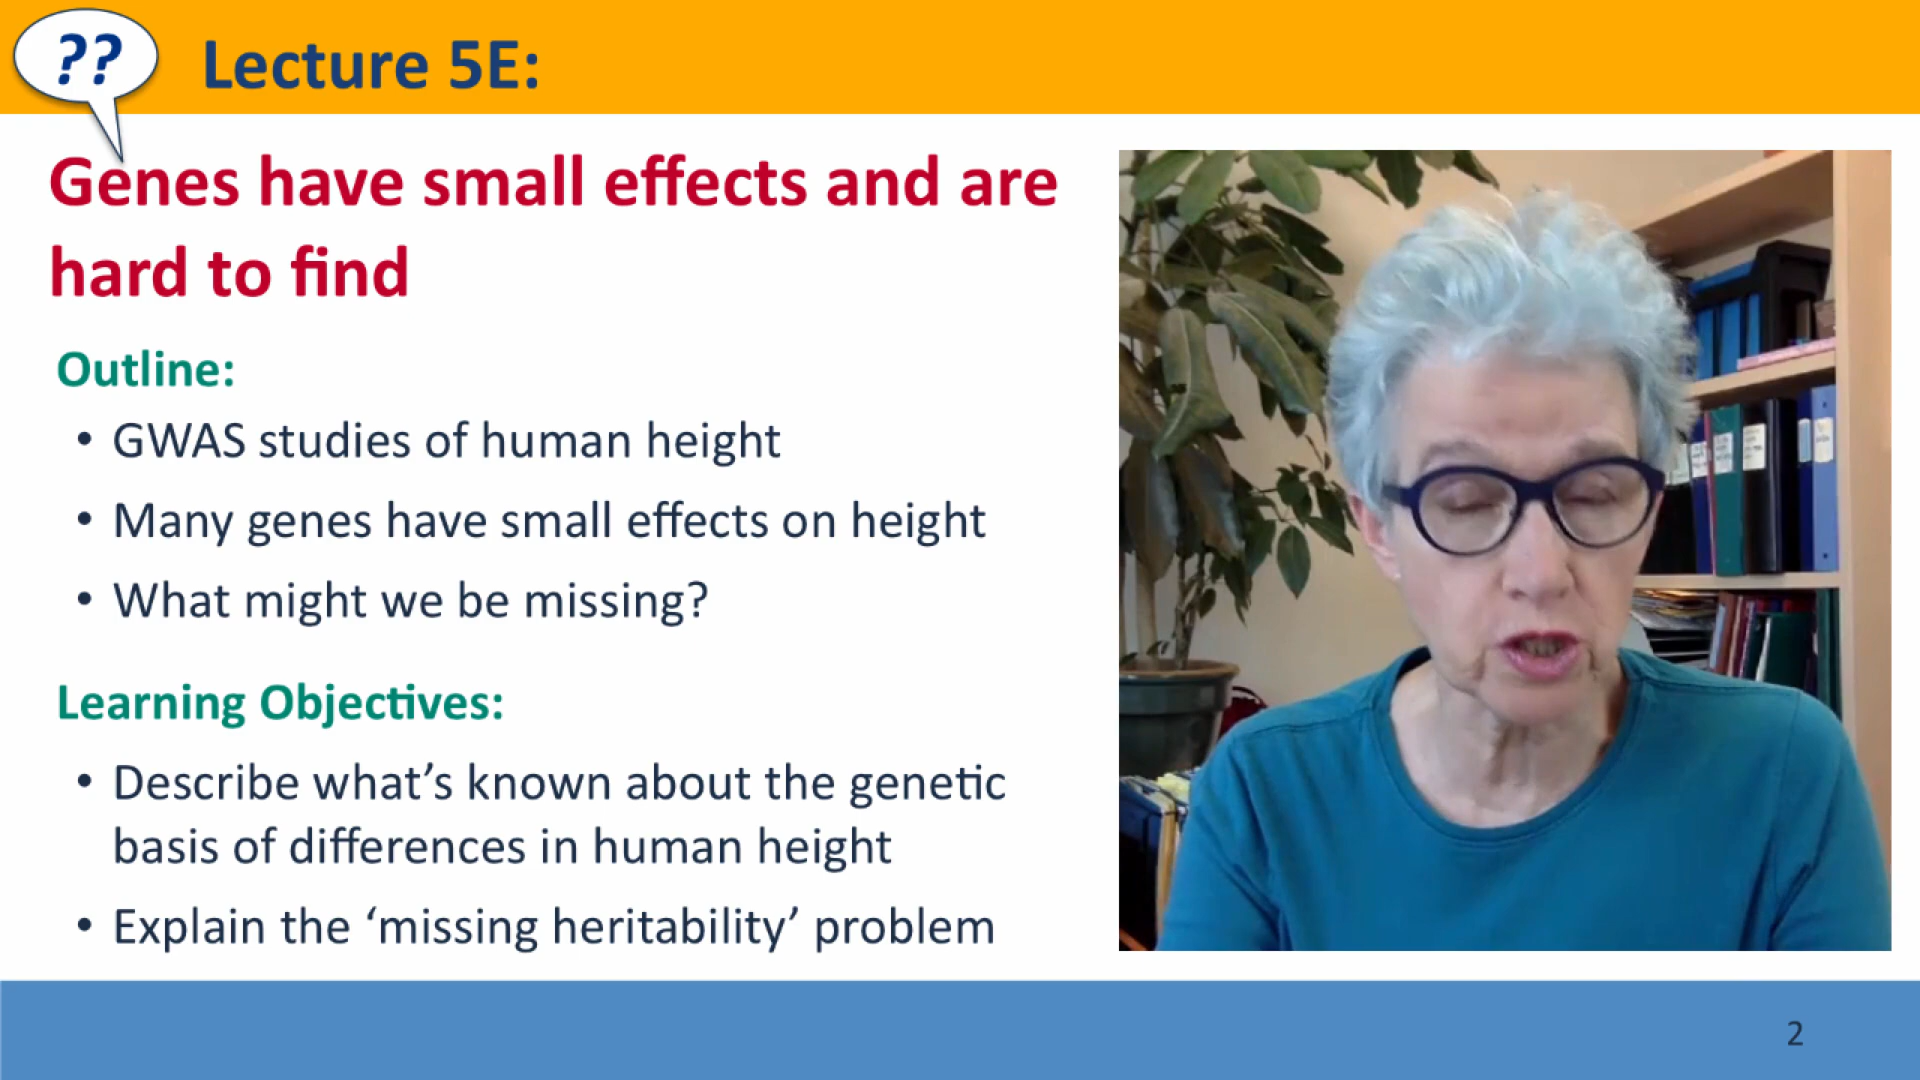 ??
Lecture 5E:
Genes have small effects and are
hard to find
Outline:
• GWAS studies of human height
• Many genes have small effects on height
• What might we be missing?
Learning Objectives:
• Describe what’s known about the genetic
basis of differences in human height
• Explain the ‘missing heritability’ problem
2